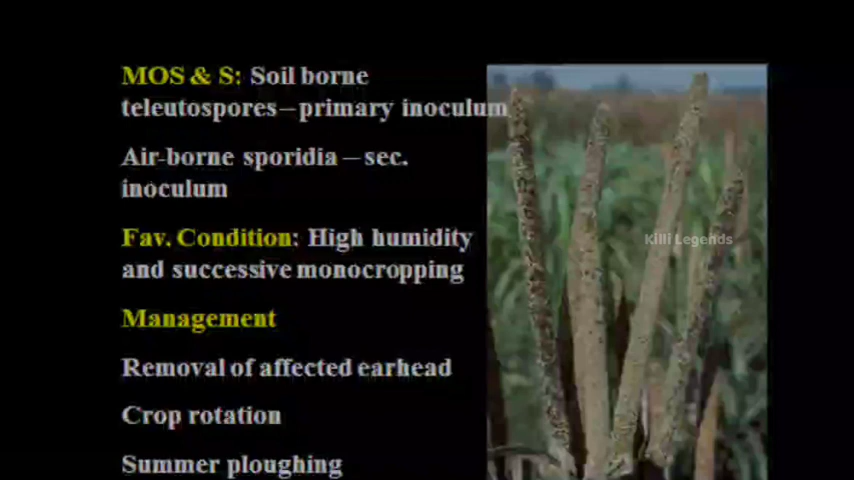 MOS & S: Soil borne
teleutospores–primary inoculum
Air-borne sporidia – sec.
inoculum
Fav. Condition: High humidity
and successive monocropping
Management
Removal of affected earhead
Crop rotation
Summer ploughing
Killi Legends